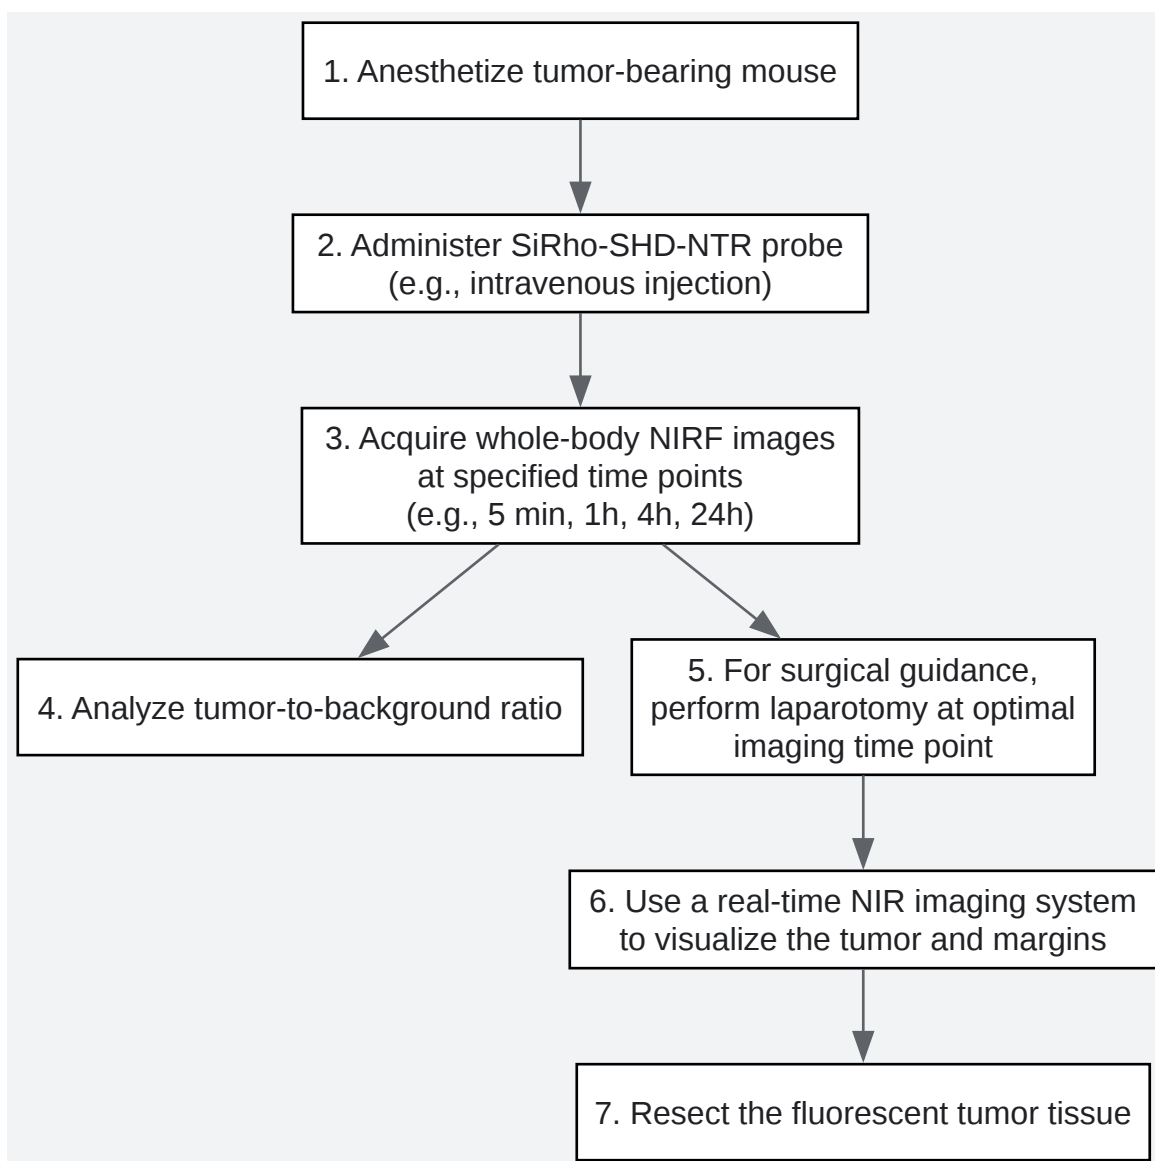 1. Anesthetize tumor-bearing mouse
2. Administer SiRho-SHD-NTR probe
(e.g., intravenous injection)
3. Acquire whole-body NIRF images
at specified time points
(e.g., 5 min, 1h, 4h, 24h)
4. Analyze tumor-to-background ratio
5. For surgical guidance,
perform laparotomy at optimal
imaging time point
6. Use a real-time NIR imaging system
to visualize the tumor and margins
7. Resect the fluorescent tumor tissue